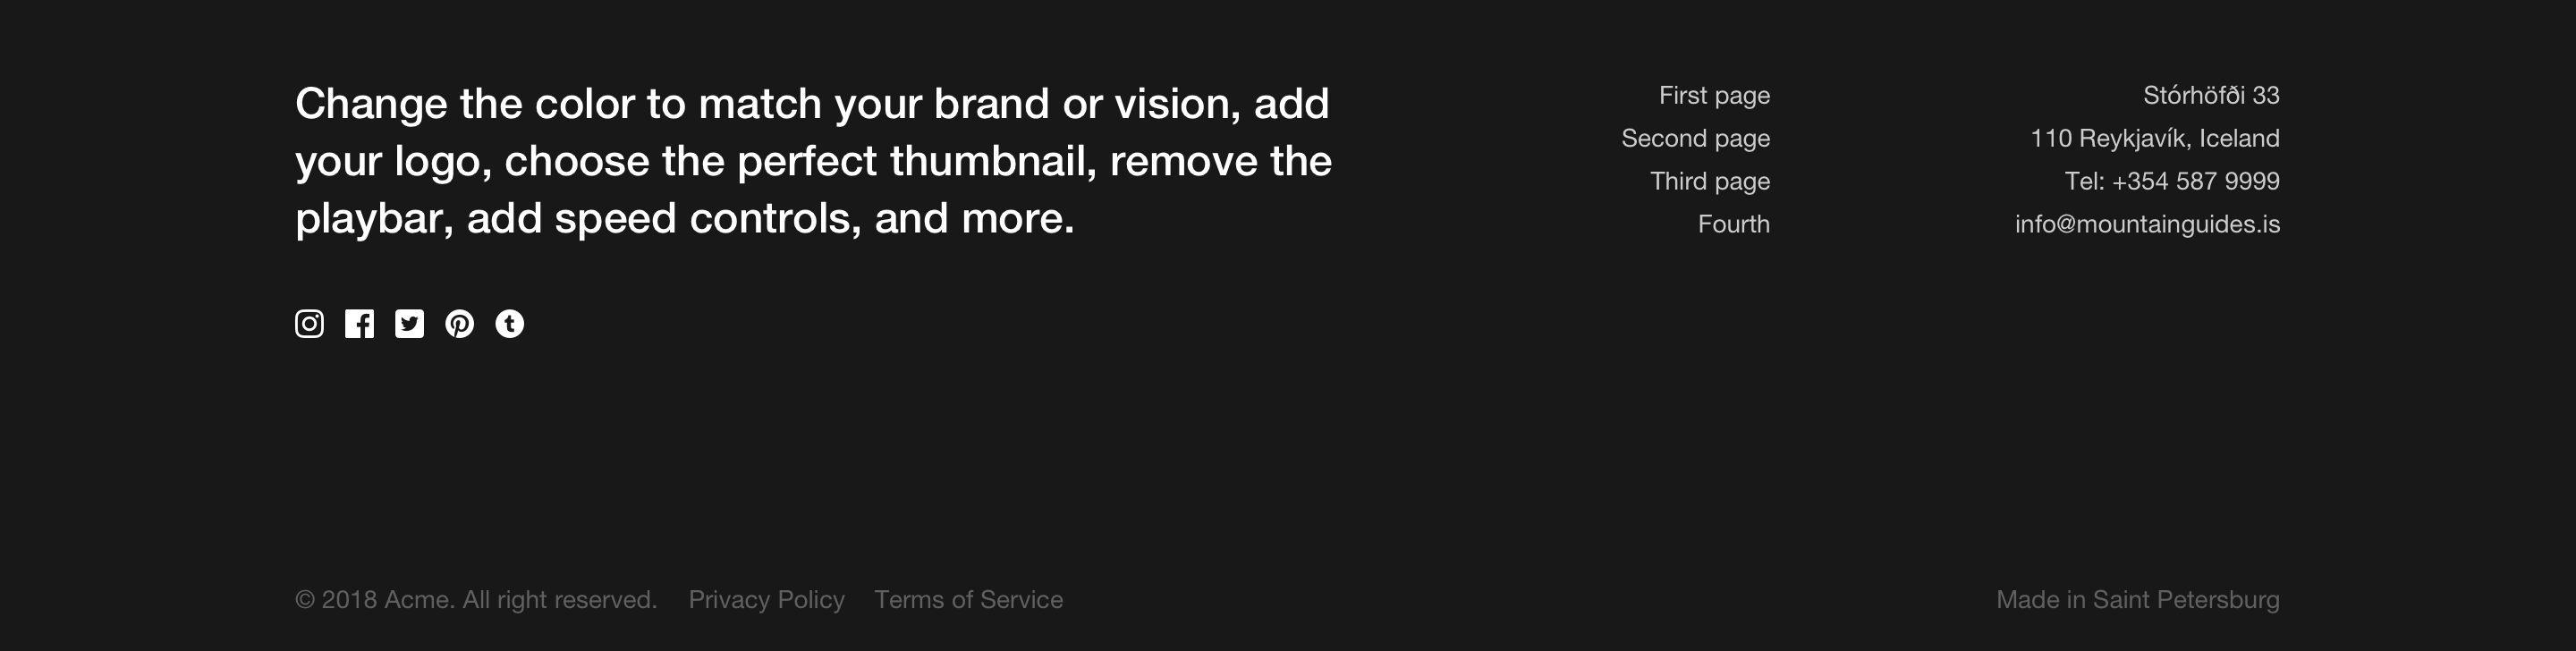 Change the color to match your brand or vision, add
your logo, choose the perfect thumbnail, remove the
playbar, add speed controls, and more.
First page
Second page
Third page
Fourth
Stórhöfði 33
110 Reykjavík, Iceland
Tel: +354 587 9999
info@mountainguides.is
© 2018 Acme. All right reserved. Privacy Policy Terms of Service
Made in Saint Petersburg